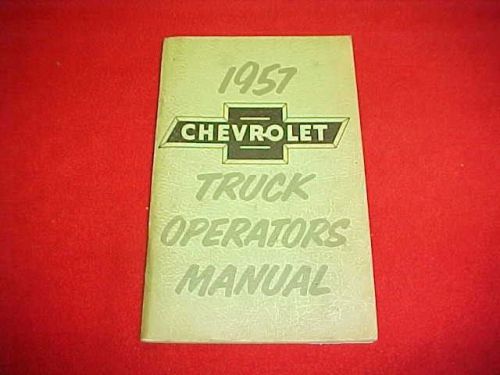 1957
CHEVROLET
TRUCK
OPERATORS
MANUAL